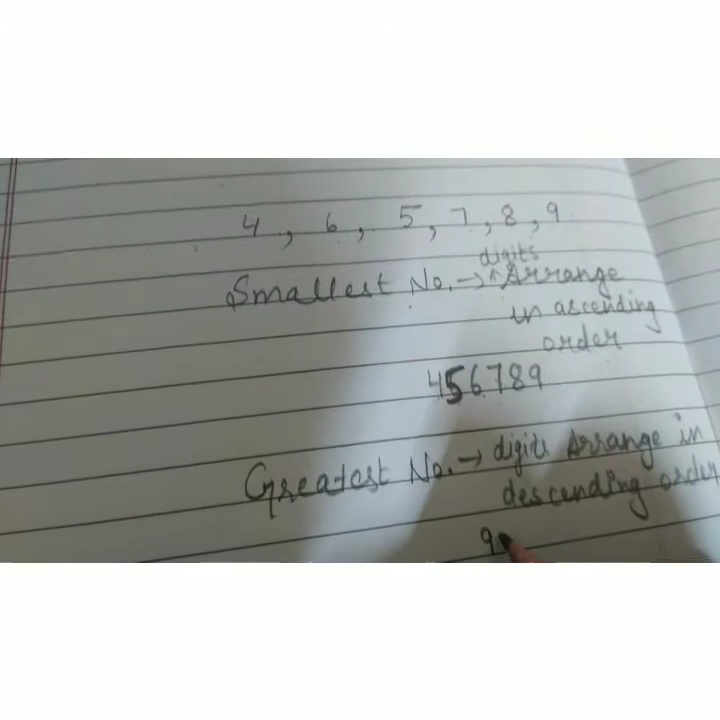 4, 6, 5, 7, 8, 9
Smallest No. → ^ digits Arrange
in ascending
order
456789
Greatest No. → digits Arrange in
descending order
9